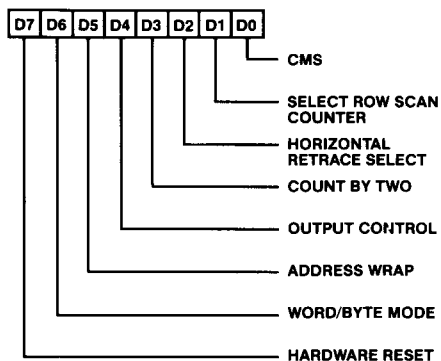 D7 D6 D5 D4 D3 D2 D1 D0
CMS
SELECT ROW SCAN
COUNTER
HORIZONTAL
RETRACE SELECT
COUNT BY TWO
OUTPUT CONTROL
ADDRESS WRAP
WORD/BYTE MODE
HARDWARE RESET